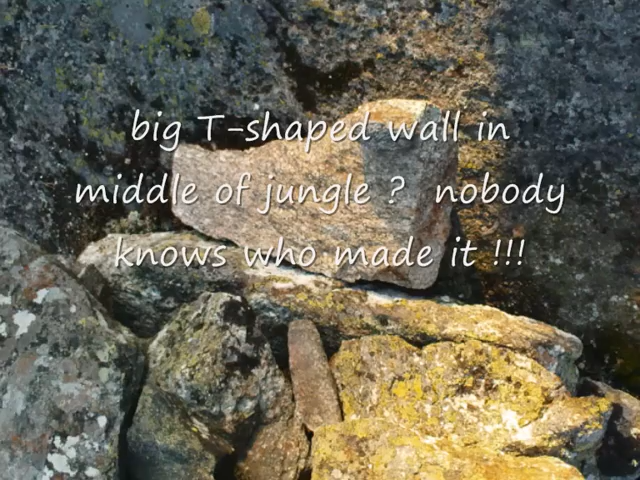 big T-shaped wall in
middle of jungle ? nobody
knows who made it !!!